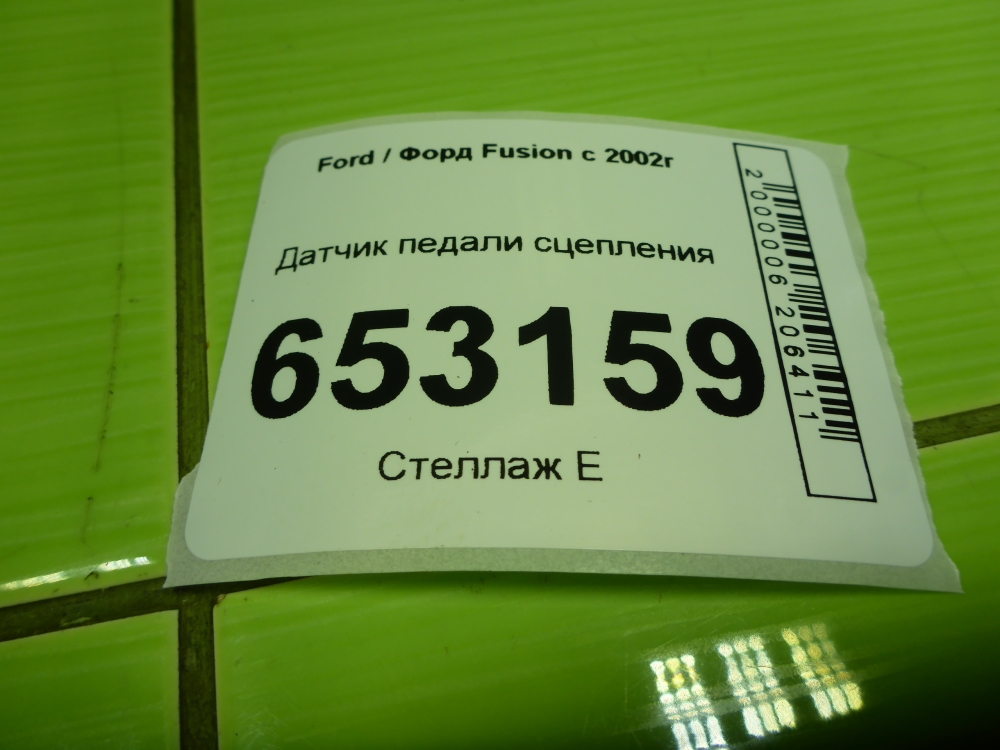 Ford / Форд Fusion с 2002г
Датчик педали сцепления
653159
Стеллаж E
2000006206411